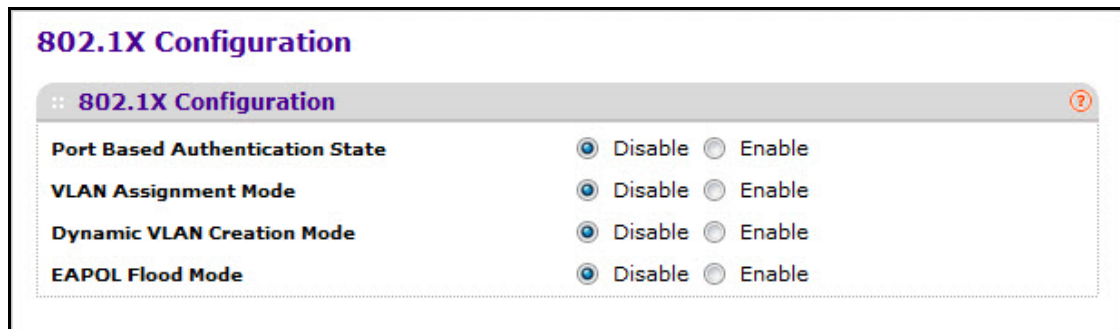 802.1X Configuration
802.1X Configuration
Port Based Authentication State Disable Enable
VLAN Assignment Mode Disable Enable
Dynamic VLAN Creation Mode Disable Enable
EAPOL Flood Mode Disable Enable